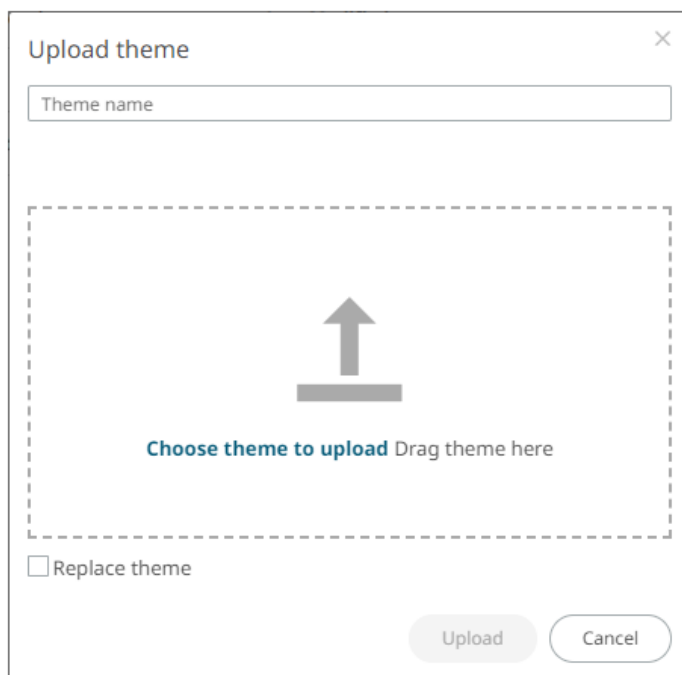 Upload theme
Theme name
Choose theme to upload Drag theme here
Replace theme
Upload
Cancel